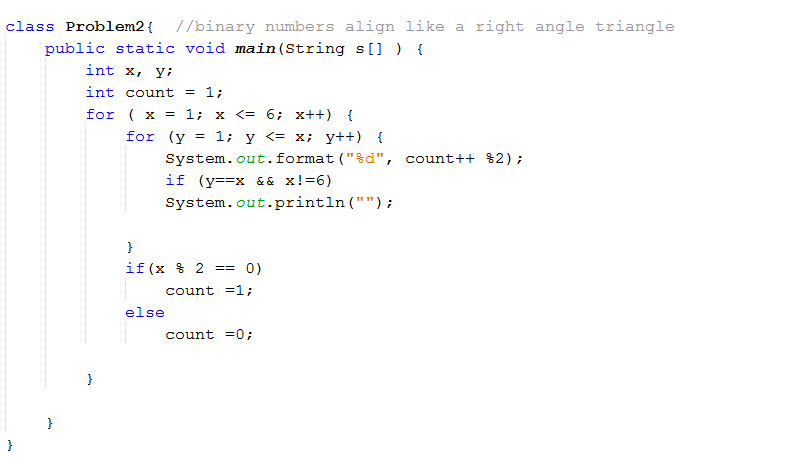 class Problem2{  //binary numbers align like a right angle triangle
    public static void main(String s[] ) {
        int x, y;
        int count = 1;
        for ( x = 1; x <= 6; x++) {
            for (y = 1; y <= x; y++) {
                System.out.format("%d", count++ %2);
                if (y==x && x!=6)
                System.out.println("");
            }
            if(x % 2 == 0)
                count =1;
            else
                count =0;
        }
    }
}